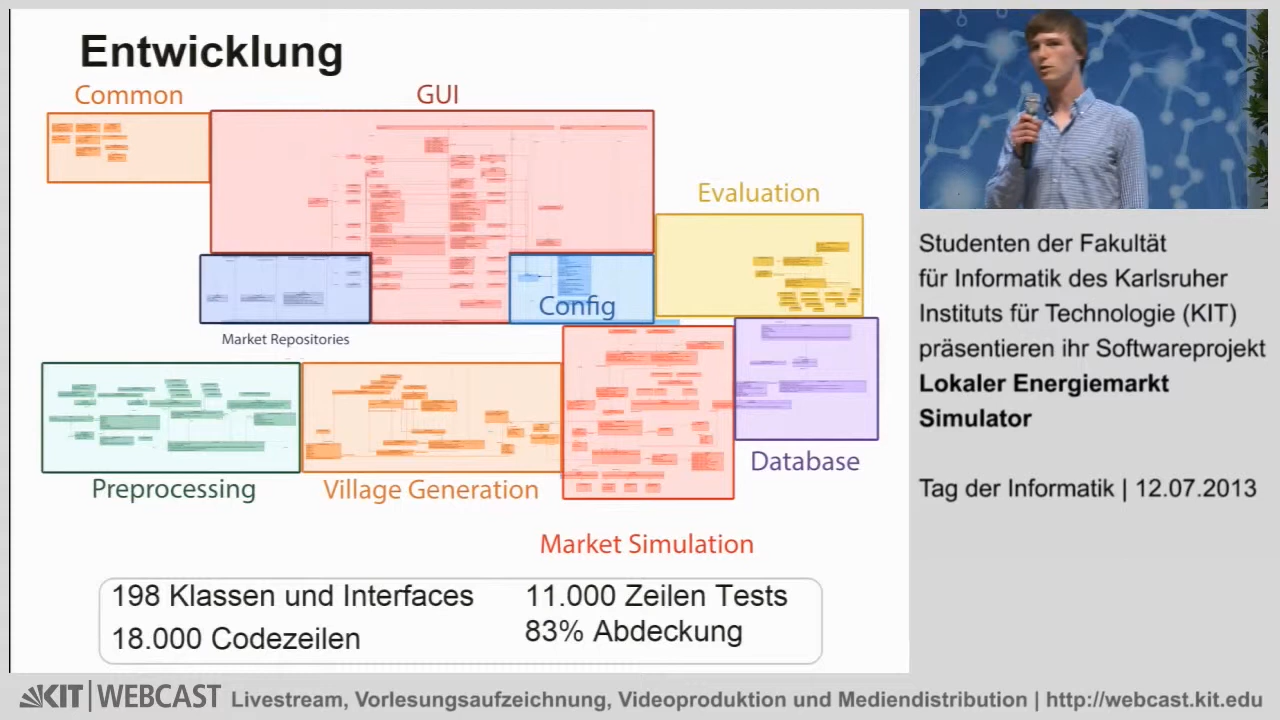 Entwicklung
Common
GUI
Evaluation
Config
Market Repositories
Preprocessing
Village Generation
Database
Market Simulation
198 Klassen und Interfaces
18.000 Codezeilen
11.000 Zeilen Tests
83% Abdeckung
Studenten der Fakultät
für Informatik des Karlsruher
Instituts für Technologie (KIT)
präsentieren ihr Softwareprojekt
Lokaler Energiemarkt
Simulator
Tag der Informatik | 12.07.2013
KIT | WEBCAST Livestream, Vorlesungsaufzeichnung, Videoproduktion und Mediendistribution | http://webcast.kit.edu